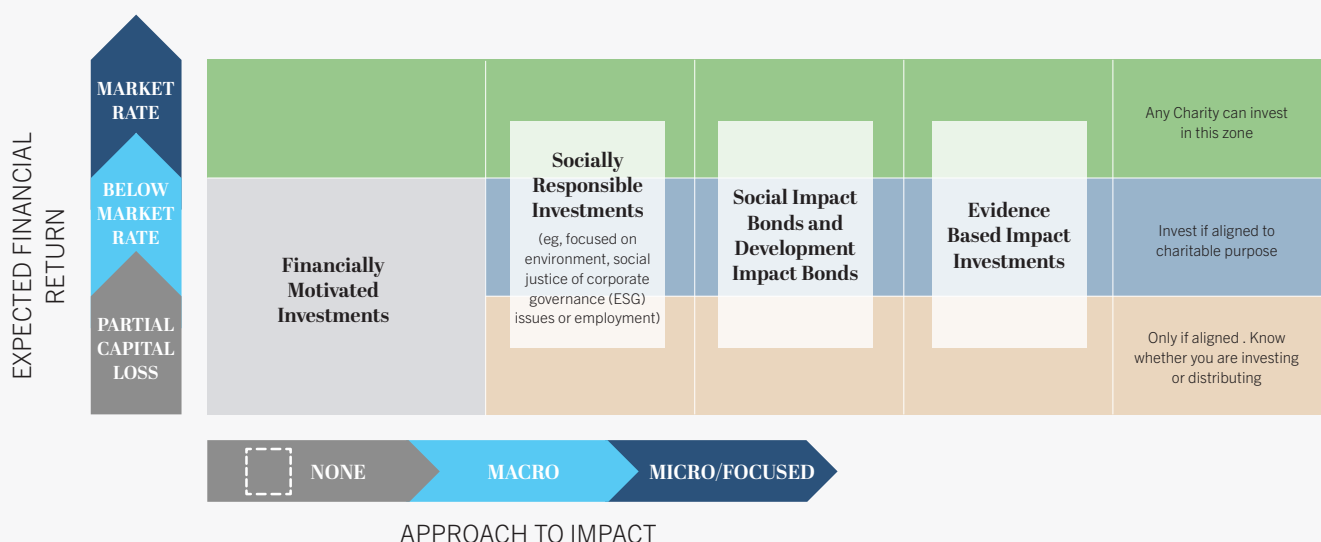 EXPECTED FINANCIAL
RETURN
MARKET
RATE
BELOW
MARKET
RATE
PARTIAL
CAPITAL
LOSS
Financially
Motivated
Investments
Socially
Responsible
Investments
(eg, focused on
environment, social
justice of corporate
governance (ESG)
issues or employment)
Social Impact
Bonds and
Development
Impact Bonds
Evidence
Based Impact
Investments
Any Charity can invest
in this zone
Invest if aligned to
charitable purpose
Only if aligned . Know
whether you are investing
or distributing
NONE
MACRO
MICRO/FOCUSED
APPROACH TO IMPACT